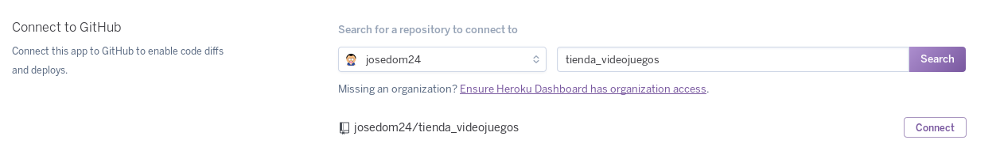 Connect to GitHub
Connect this app to GitHub to enable code diffs
and deploys.
Search for a repository to connect to
josedom24
tienda_videojuegos
Search
Missing an organization? Ensure Heroku Dashboard has organization access.
josedom24/tienda_videojuegos
Connect